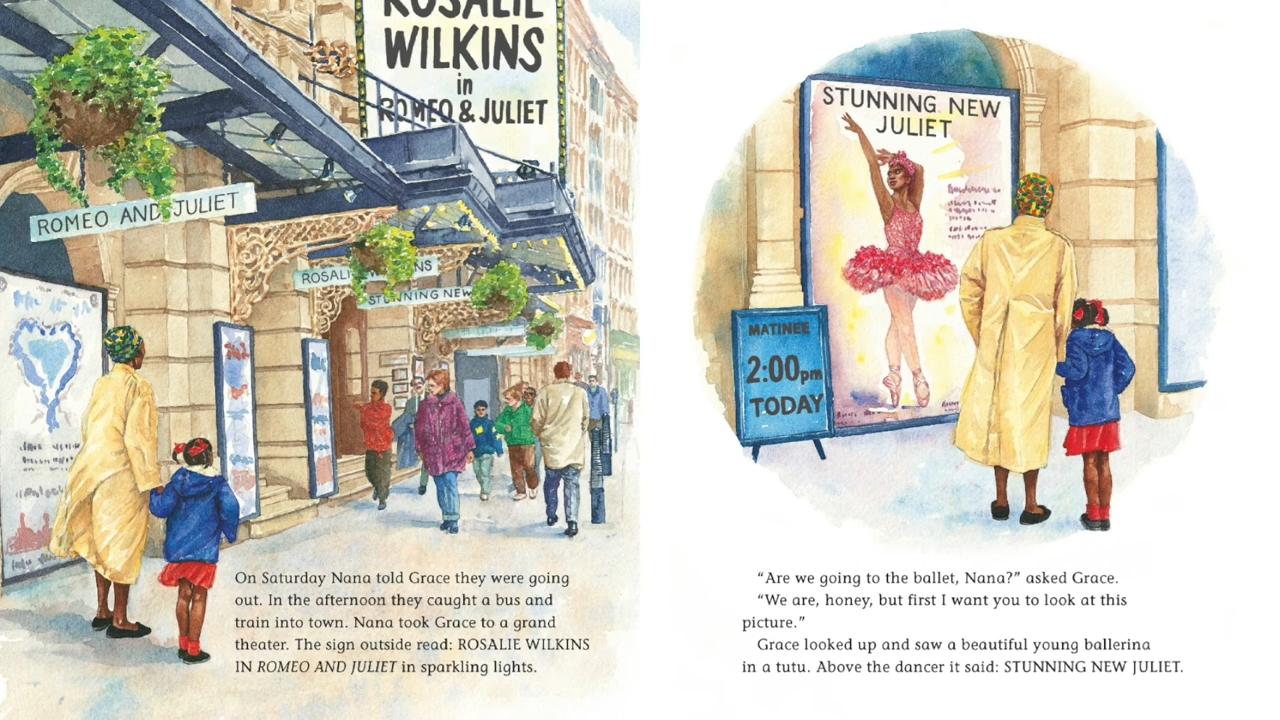 ROSALIE
WILKINS
in
ROMEO & JULIET
ROMEO AND JULIET
ROSALIE WILKINS
STUNNING NEW
On Saturday Nana told Grace they were going
out. In the afternoon they caught a bus and
train into town. Nana took Grace to a grand
theater. The sign outside read: ROSALIE WILKINS
IN ROMEO AND JULIET in sparkling lights.
STUNNING NEW
JULIET
MATINEE
2:00pm
TODAY
“Are we going to the ballet, Nana?” asked Grace.
“We are, honey, but first I want you to look at this
picture.”
Grace looked up and saw a beautiful young ballerina
in a tutu. Above the dancer it said: STUNNING NEW JULIET.